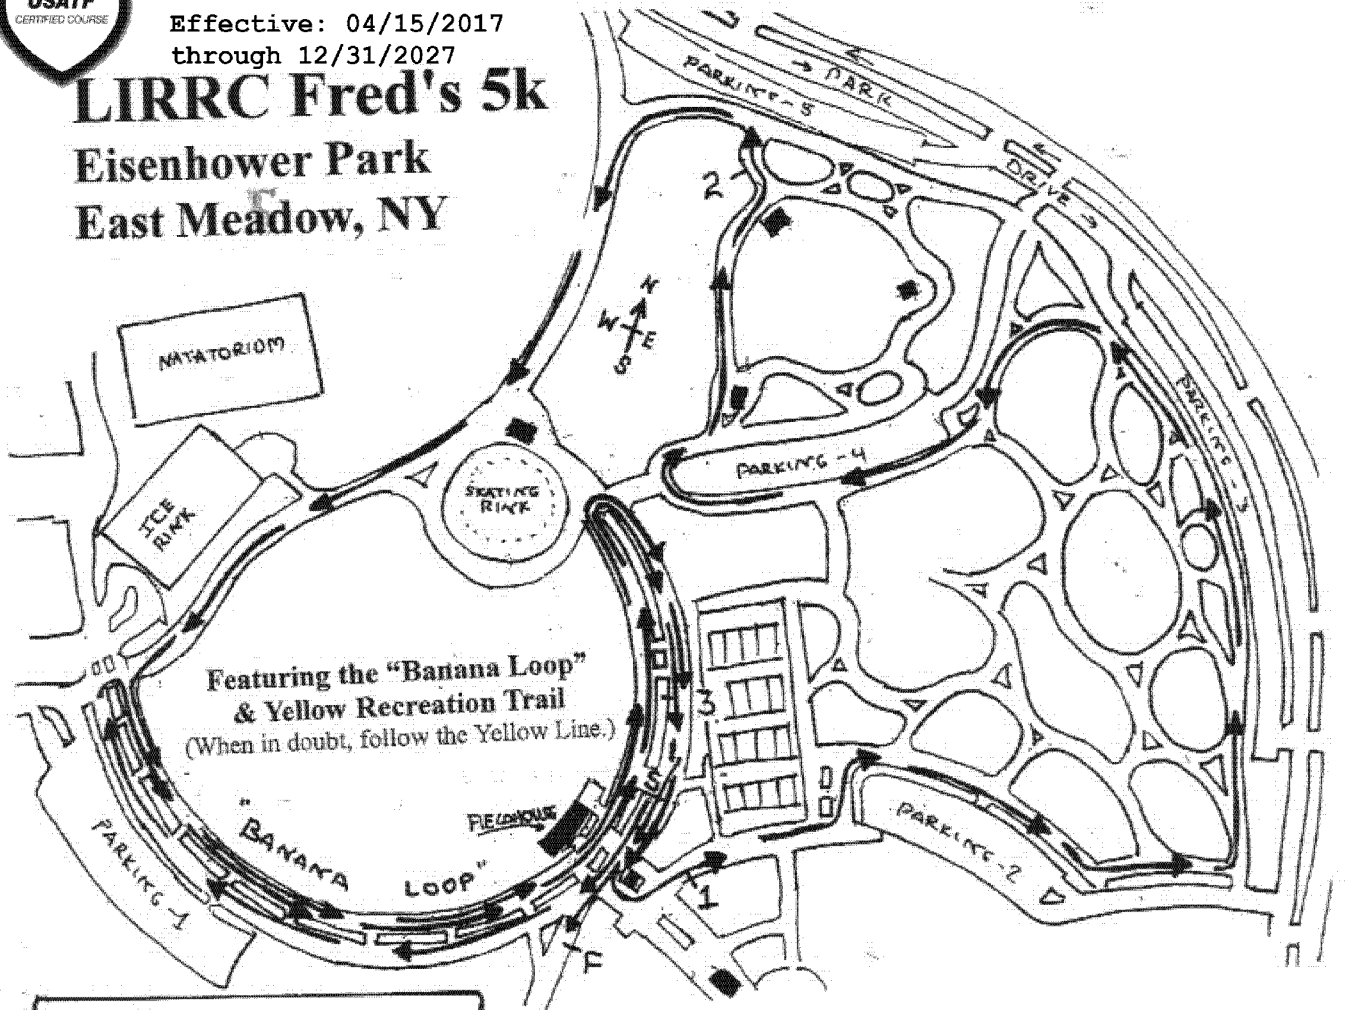 USATF
CERTIFIED COURSE
Effective: 04/15/2017
through 12/31/2027
LIRRC Fred's 5k
Eisenhower Park
East Meadow, NY
PARKING-5
PARK
DRIVE
2
N
W
E
S
NATATORIUM
PARKING-3
PARKING-4
SKATING
RINK
ICE
RINK
Featuring the “Banana Loop”
& Yellow Recreation Trail
(When in doubt, follow the Yellow Line.)
3
S
FIELDHOUSE
"BANANA LOOP"
PARKING-1
PARKING-2
1
F